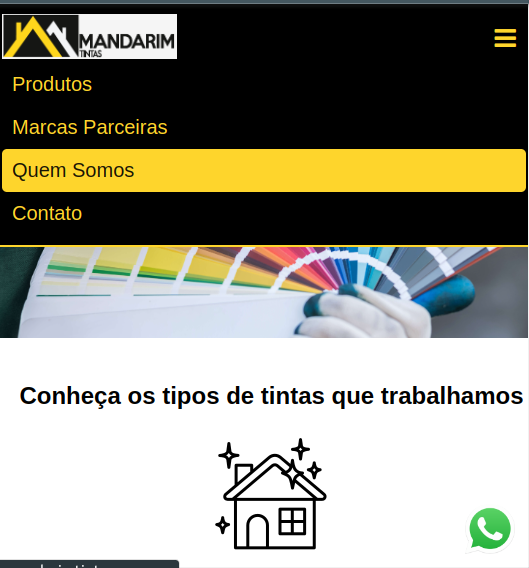 MANDARIM
TINTAS
Produtos
Marcas Parceiras
Quem Somos
Contato
Conheça os tipos de tintas que trabalhamos